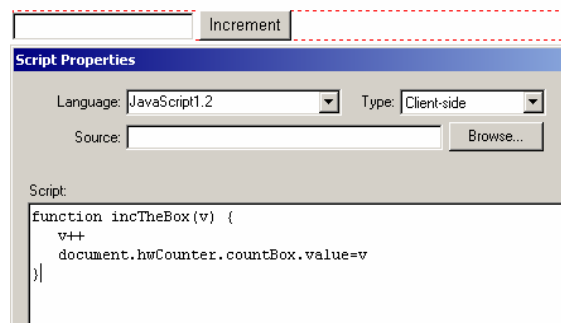 Increment
Script Properties
Language: JavaScript1.2 Type: Client-side
Source: Browse...
Script:
function incTheBox(v) {
v++
document.hwCounter.countBox.value=v
}